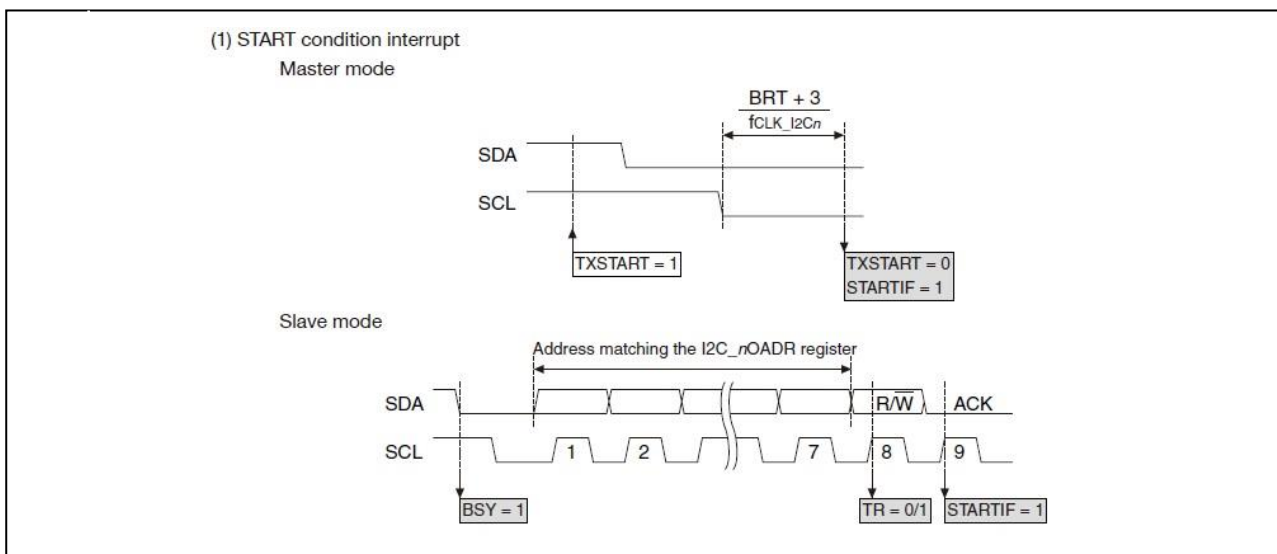 (1) START condition interrupt
Master mode
BRT + 3
fCLK_I2Cn
SDA
SCL
TXSTART = 1
TXSTART = 0
STARTIF = 1
Slave mode
Address matching the I2C_nOADR register
SDA R/W ACK
SCL 1 2 7 8 9
BSY = 1 TR = 0/1 STARTIF = 1